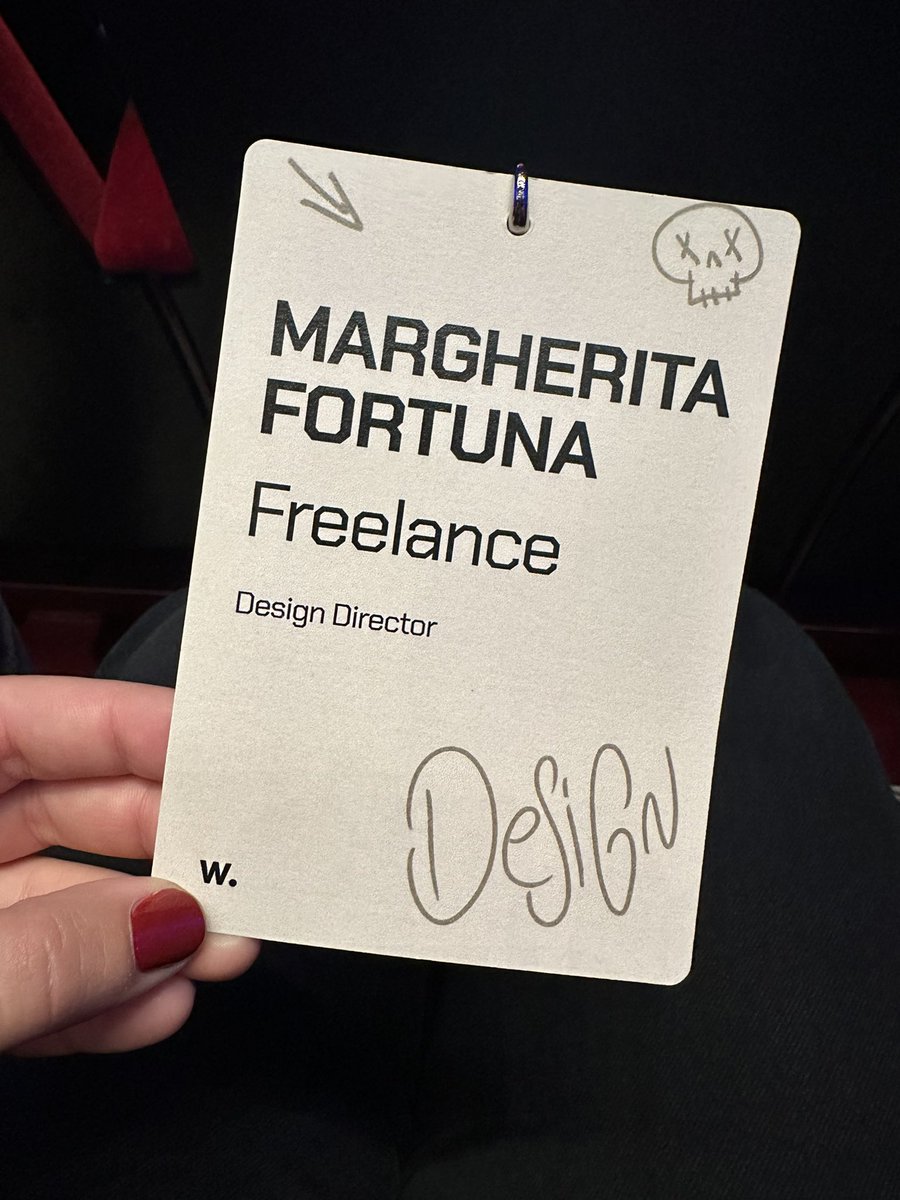 MARGHERITA
FORTUNA
Freelance
Design Director
DeSiGN
w.